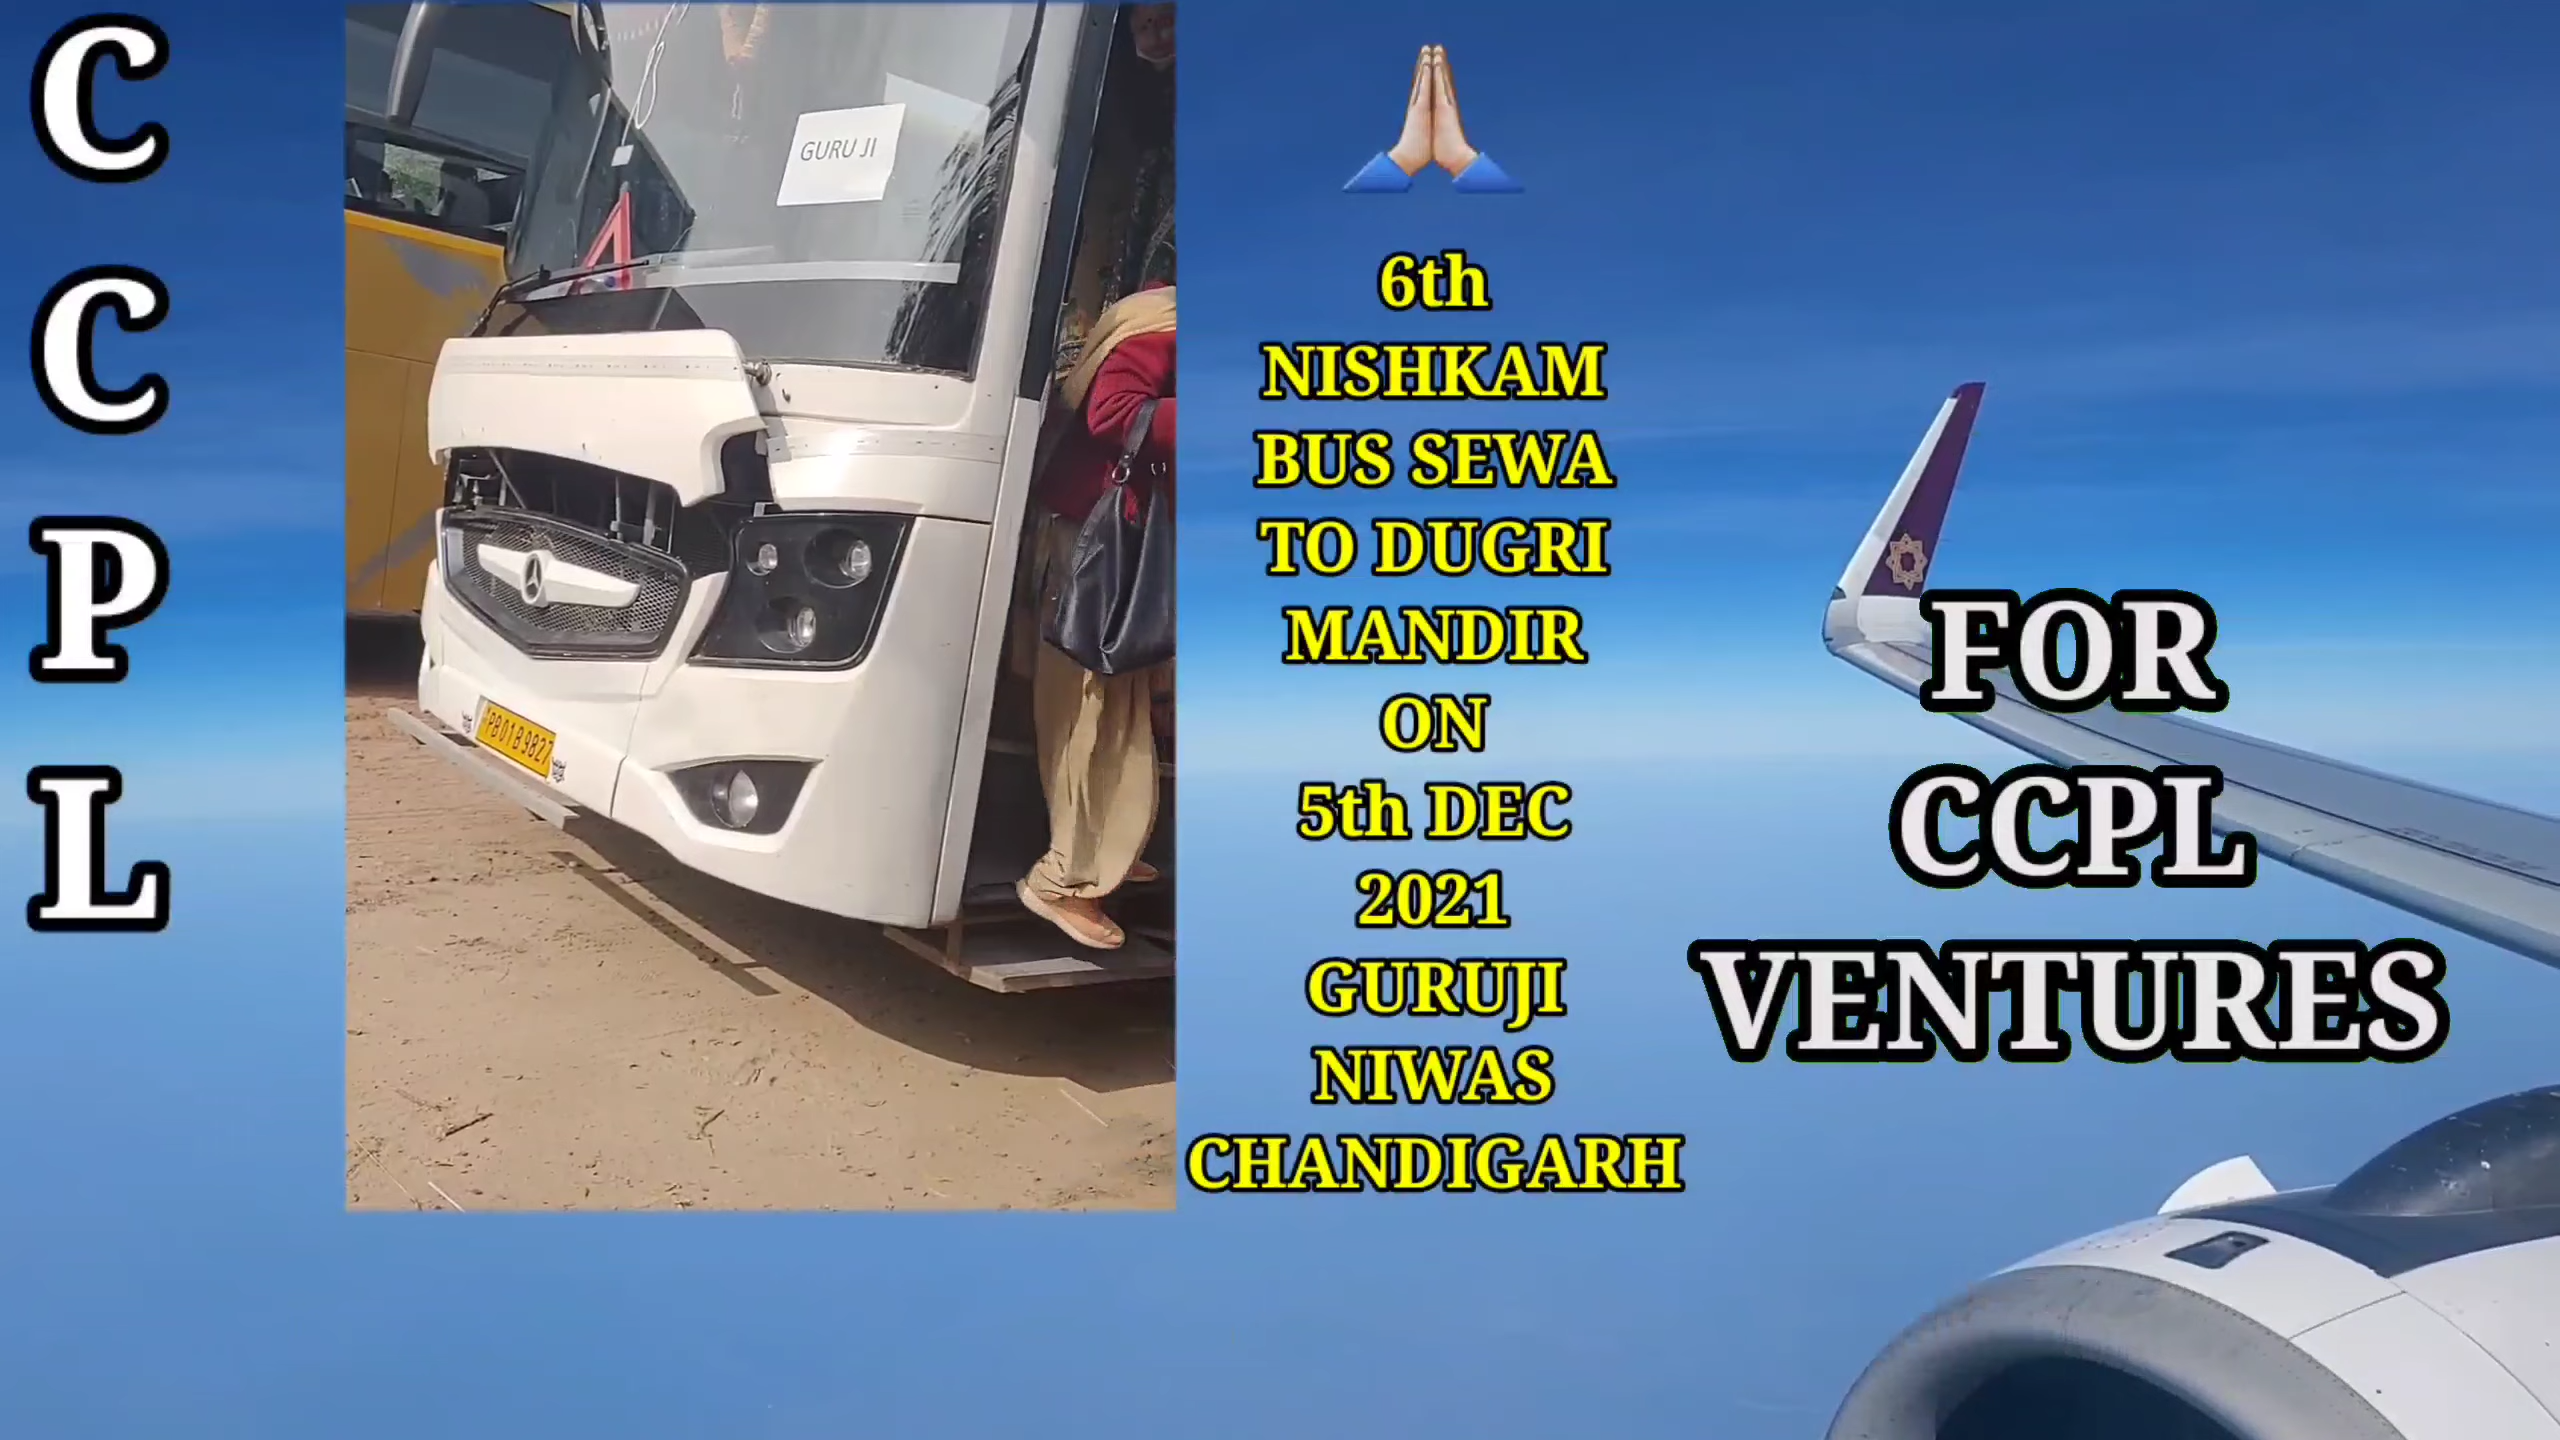 C
C
P
L
GURU JI
PB01B9827
6th
NISHKAM
BUS SEWA
TO DUGRI
MANDIR
ON
5th DEC
2021
GURUJI
NIWAS
CHANDIGARH
FOR
CCPL
VENTURES